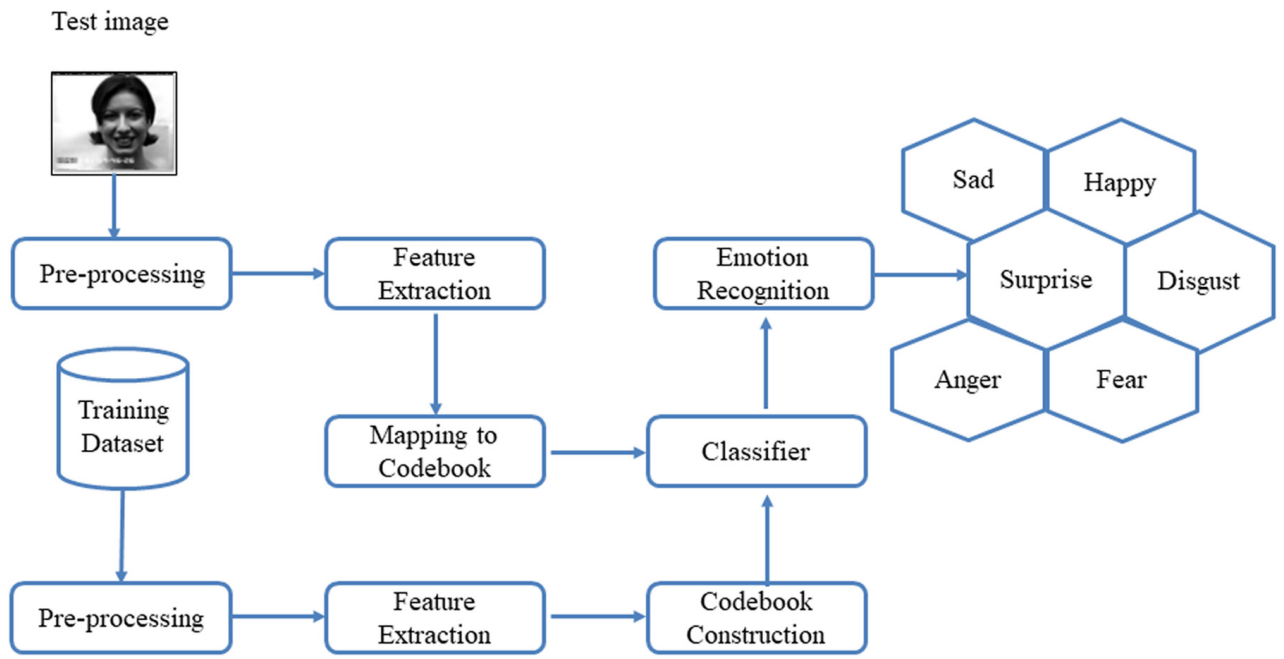 Test image
Pre-processing
Feature
Extraction
Emotion
Recognition
Sad
Happy
Surprise
Disgust
Anger
Fear
Training
Dataset
Mapping to
Codebook
Classifier
Pre-processing
Feature
Extraction
Codebook
Construction